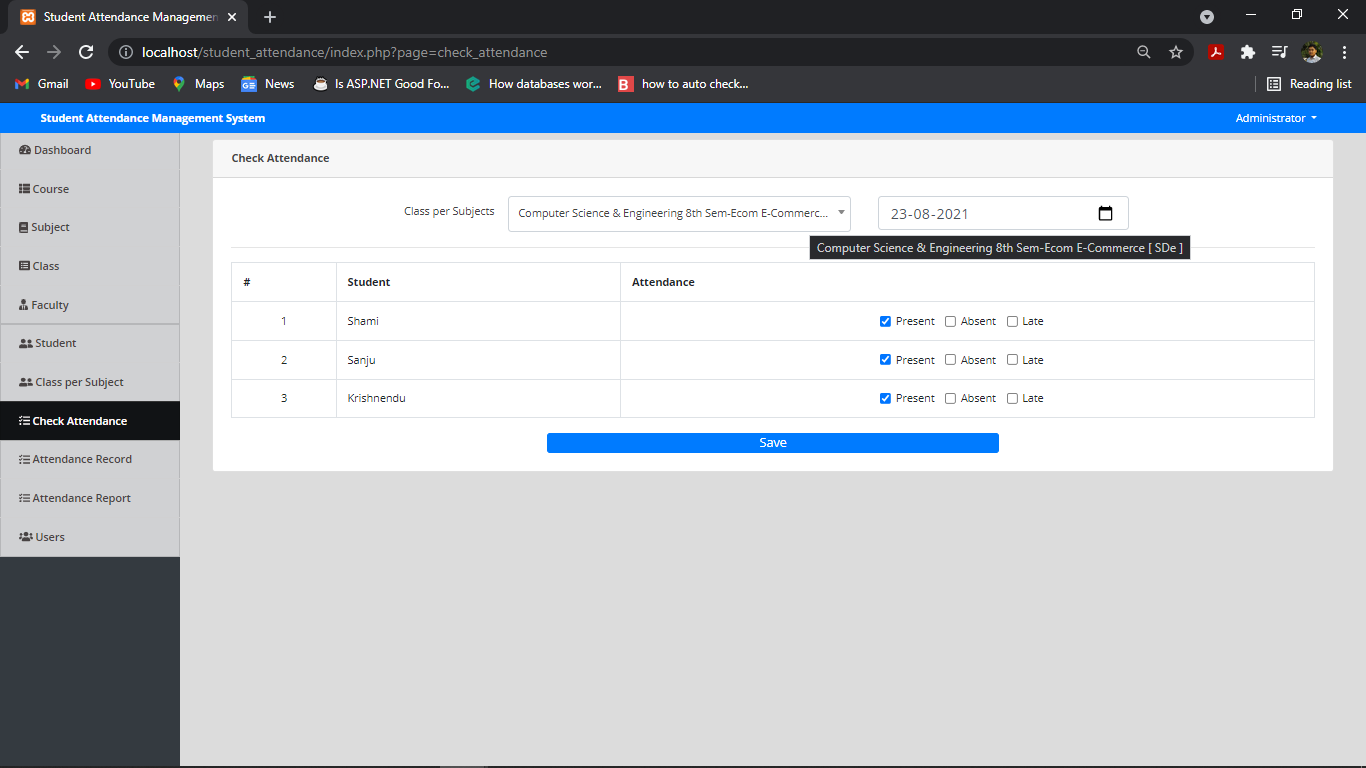 Student Attendance Managemen
localhost/student_attendance/index.php?page=check_attendance
Gmail YouTube Maps News Is ASP.NET Good Fo... How databases wor... B how to auto check... Reading list
Student Attendance Management System Administrator
Dashboard
Course
Subject
Class
Faculty
Student
Class per Subject
Check Attendance
Attendance Record
Attendance Report
Users
Check Attendance
Class per Subjects Computer Science & Engineering 8th Sem-Ecom E-Commerc... 23-08-2021
Computer Science & Engineering 8th Sem-Ecom E-Commerce [ SDe ]
# Student Attendance
1 Shami Present Absent Late
2 Sanju Present Absent Late
3 Krishnendu Present Absent Late
Save